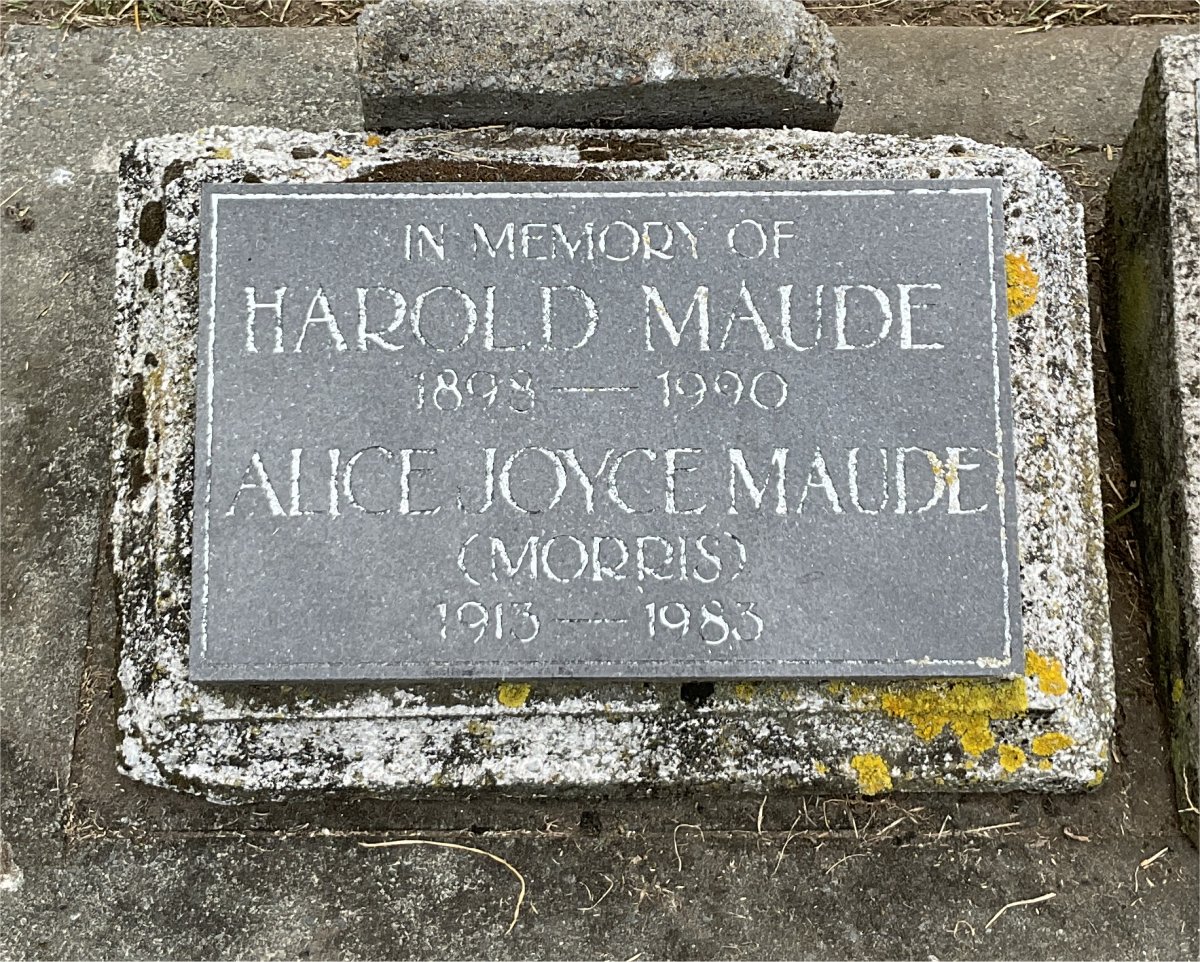 IN MEMORY OF
HAROLD MAUDE
1898 — 1990
ALICE JOYCE MAUDE
(MORRIS)
1913 — 1983